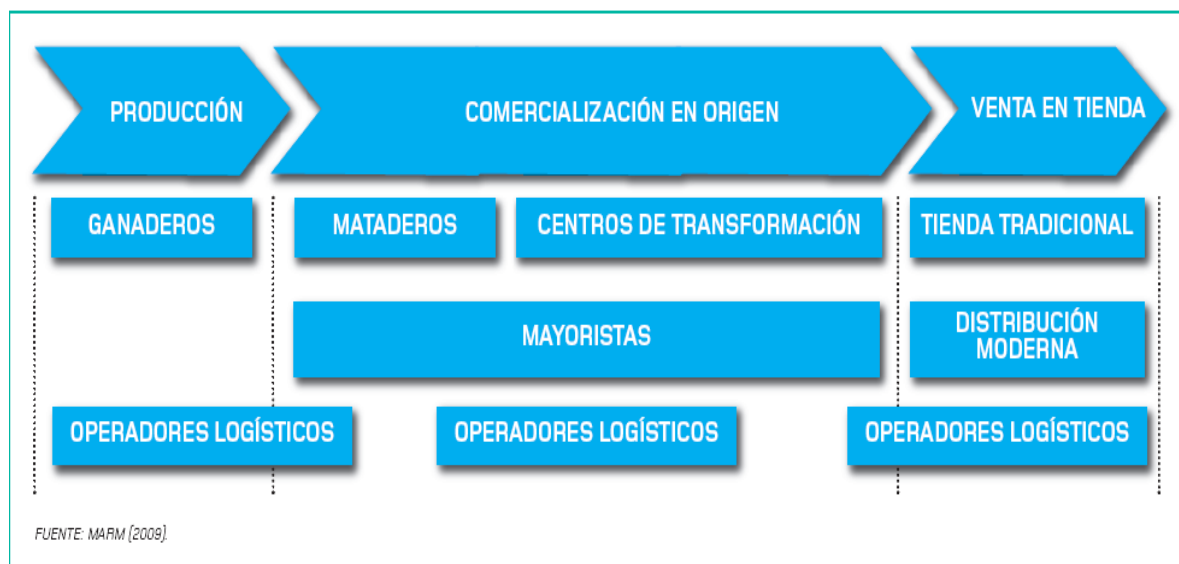 PRODUCCIÓN
COMERCIALIZACIÓN EN ORIGEN
VENTA EN TIENDA
GANADEROS
MATADEROS
CENTROS DE TRANSFORMACIÓN
TIENDA TRADICIONAL
MAYORISTAS
DISTRIBUCIÓN
MODERNA
OPERADORES LOGÍSTICOS
OPERADORES LOGÍSTICOS
OPERADORES LOGÍSTICOS
FUENTE: MARM (2009).